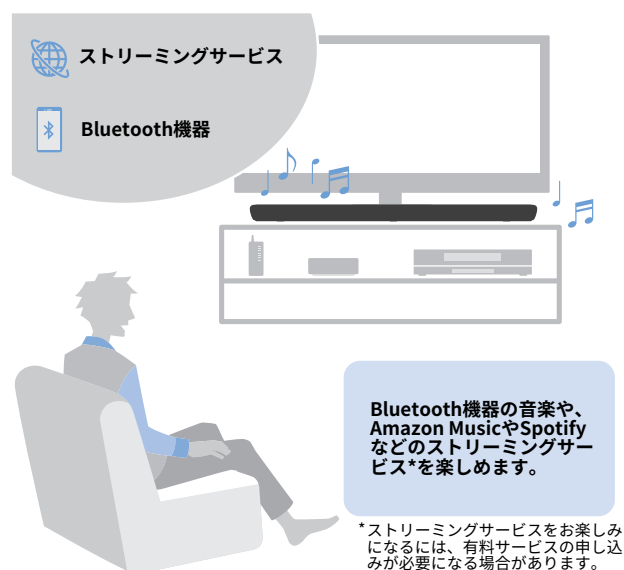 ストリーミングサービス
Bluetooth機器
Bluetooth機器の音楽や、
Amazon MusicやSpotify
などのストリーミングサー
ビス*を楽しめます。
*ストリーミングサービスをお楽しみ
になるには、有料サービスの申し込
みが必要になる場合があります。